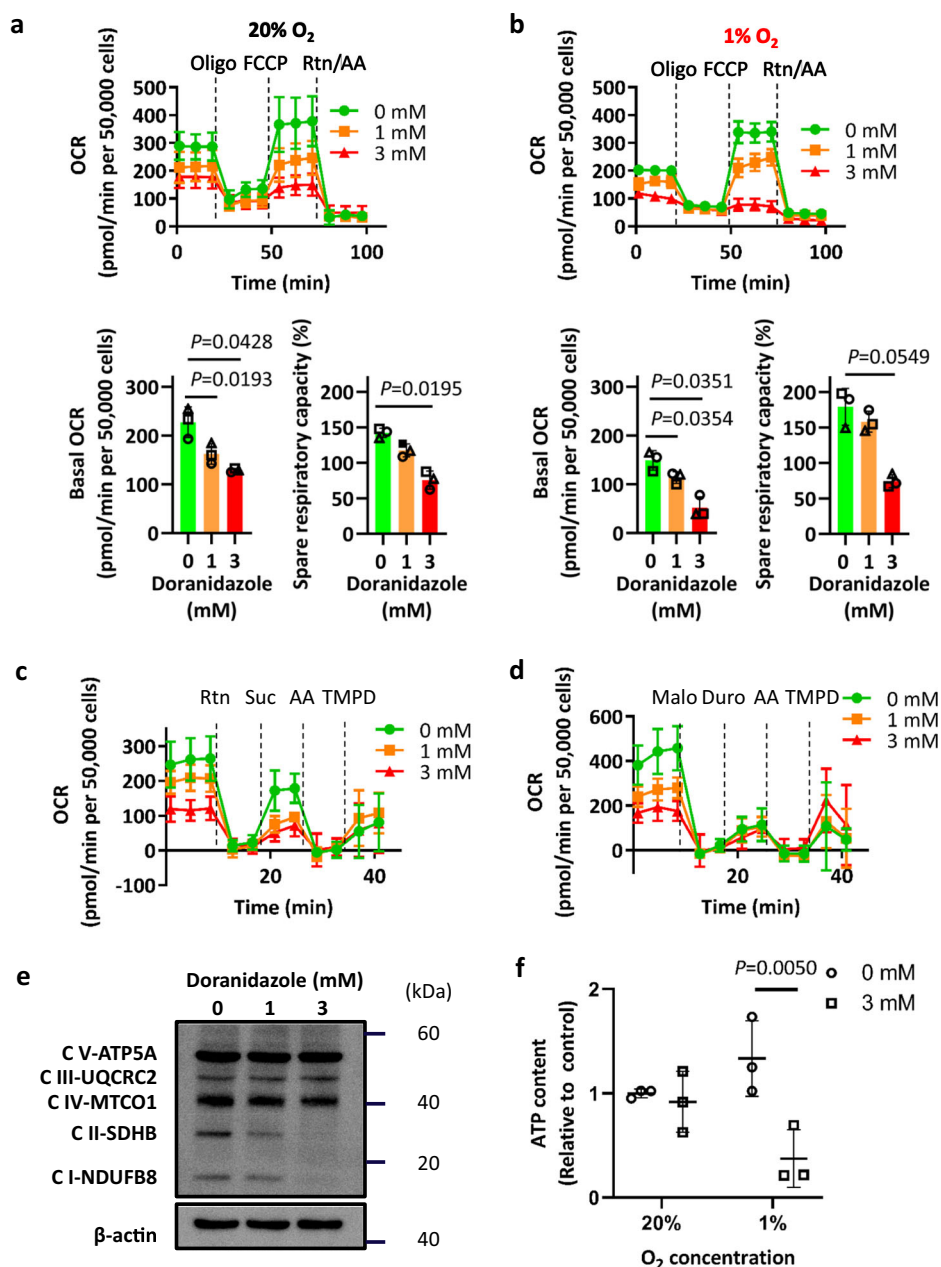 a
20% O2
Oligo FCCP Rtn/AA
OCR
(pmol/min per 50,000 cells)
500
400
300
200
100
0
0 mM
1 mM
3 mM
0 50 100
Time (min)
Basal OCR
(pmol/min per 50,000 cells)
P=0.0428
P=0.0193
300
200
100
0
0 1 3
Doranidazole
(mM)
Spare respiratory capacity (%)
P=0.0195
200
150
100
50
0
0 1 3
Doranidazole
(mM)
b
1% O2
Oligo FCCP Rtn/AA
OCR
(pmol/min per 50,000 cells)
500
400
300
200
100
0
0 mM
1 mM
3 mM
0 50 100
Time (min)
Basal OCR
(pmol/min per 50,000 cells)
P=0.0351
P=0.0354
300
200
100
0
0 1 3
Doranidazole
(mM)
Spare respiratory capacity (%)
P=0.0549
200
150
100
50
0
0 1 3
Doranidazole
(mM)
c
Rtn Suc AA TMPD
OCR
(pmol/min per 50,000 cells)
300
200
100
0
-100
0 mM
1 mM
3 mM
20 40
Time (min)
d
Malo Duro AA TMPD
OCR
(pmol/min per 50,000 cells)
600
400
200
0
0 mM
1 mM
3 mM
20 40
Time (min)
e
Doranidazole (mM)
0 1 3
(kDa)
60
C V-ATP5A
C III-UQCRC2
C IV-MTCO1
40
C II-SDHB
20
C I-NDUFB8
β-actin
40
f
P=0.0050
0 mM
3 mM
ATP content
(Relative to control)
2
1
0
20% 1%
O2 concentration